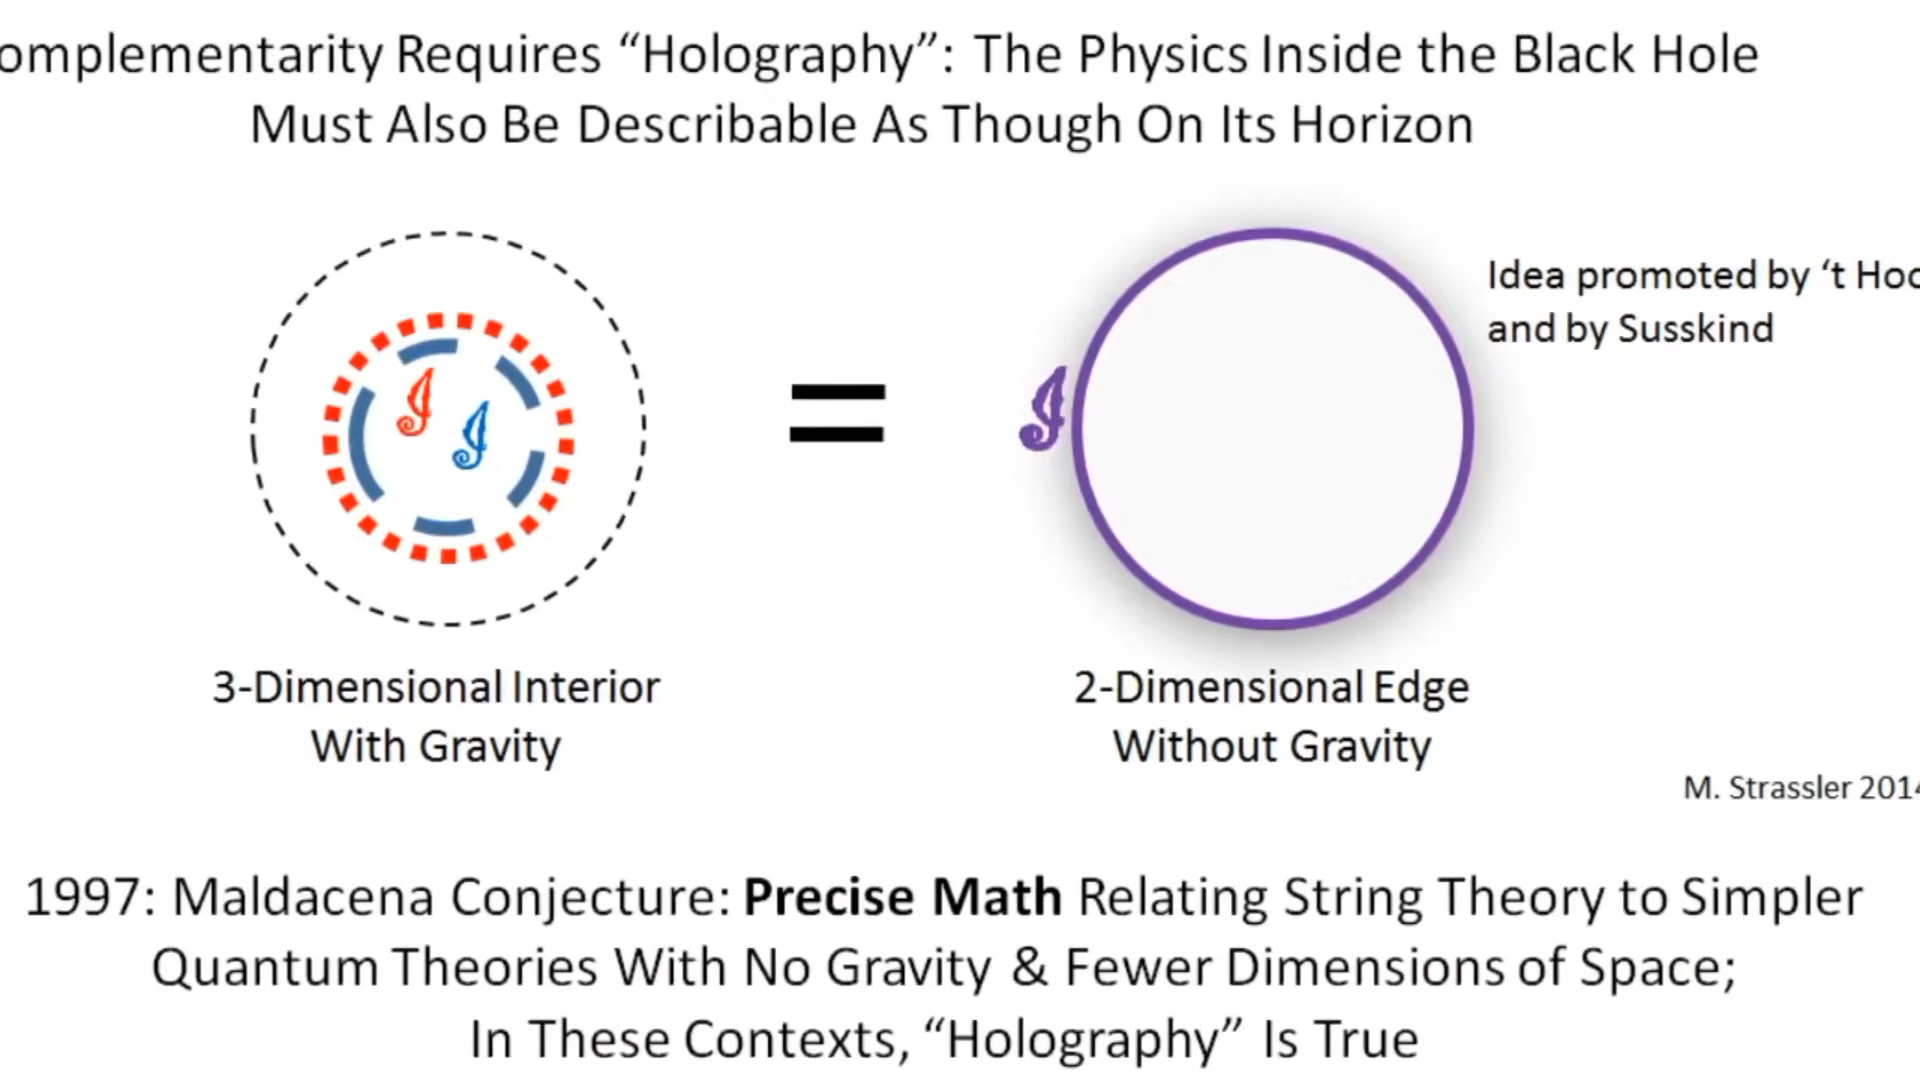 omplementarity Requires “Holography”: The Physics Inside the Black Hole
Must Also Be Describable As Though On Its Horizon
Idea promoted by ‘t Hoo
and by Susskind
I
I
=
I
3-Dimensional Interior
With Gravity
2-Dimensional Edge
Without Gravity
M. Strassler 2014
1997: Maldacena Conjecture: Precise Math Relating String Theory to Simpler
Quantum Theories With No Gravity & Fewer Dimensions of Space;
In These Contexts, “Holography” Is True